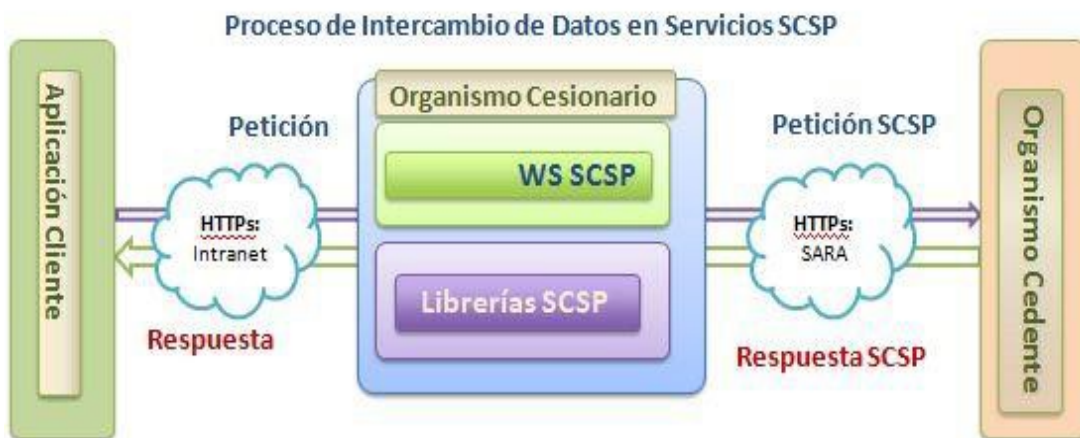 Proceso de Intercambio de Datos en Servicios SCSP
Aplicación Cliente
Petición
HTTPs:
Intranet
Respuesta
Organismo Cesionario
WS SCSP
Librerías SCSP
Petición SCSP
HTTPs:
SARA
Respuesta SCSP
Organismo Cedente